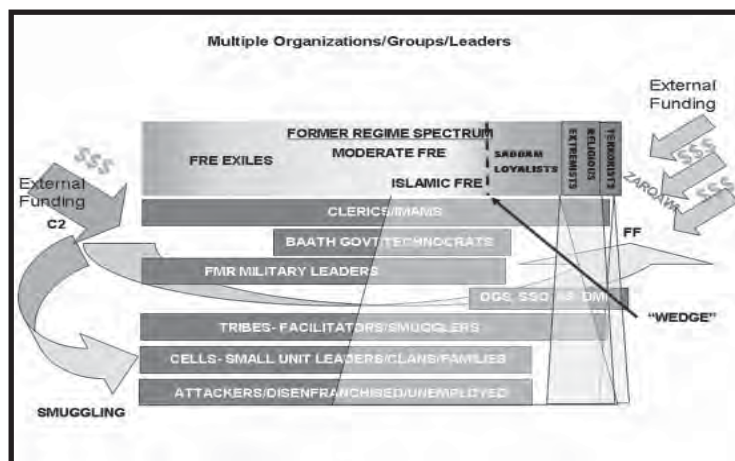 Multiple Organizations/Groups/Leaders
External
Funding
$$$
$$$
$$$
ZARQAWI
FORMER REGIME SPECTRUM
MODERATE FRE
FRE EXILES
ISLAMIC FRE
SADDAM
LOYALISTS
EXTREMISTS
RELIGIOUS
TERRORISTS
$$$
External
Funding
C2
CLERICS/IMAMS
BAATH GOVT/TECHNOCRATS
FF
FMR MILITARY LEADERS
DGS, SSO,
"WEDGE"
TRIBES- FACILITATORS/SMUGGLERS
CELLS- SMALL UNIT LEADERS/CLANS/FAMILIES
ATTACKERS/DISENFRANCHISED/UNEMPLOYED
SMUGGLING